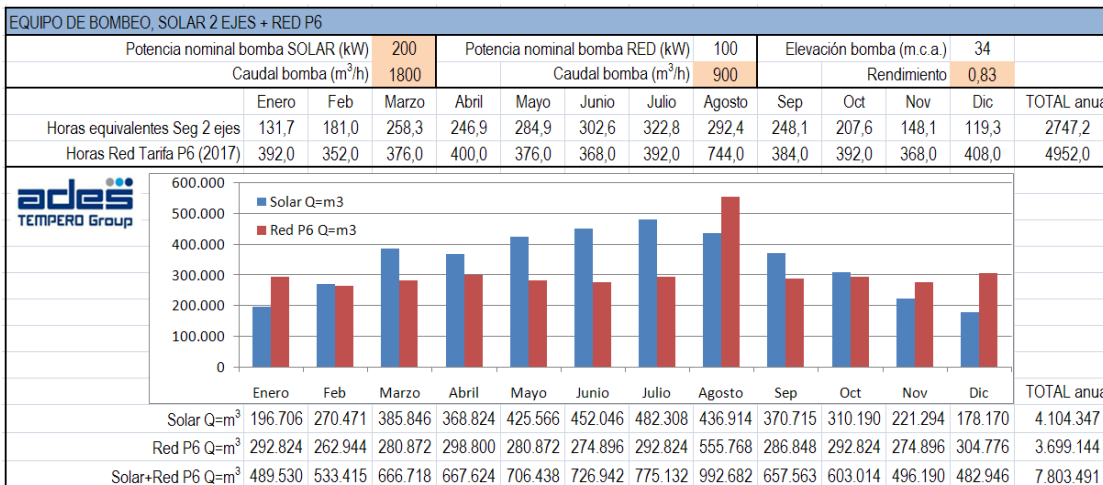 EQUIPO DE BOMBEO, SOLAR 2 EJES + RED P6
Potencia nominal bomba SOLAR (kW) 200 Potencia nominal bomba RED (kW) 100 Elevación bomba (m.c.a.) 34
Caudal bomba (m³/h) 1800 Caudal bomba (m³/h) 900 Rendimiento 0,83
Enero Feb Marzo Abril Mayo Junio Julio Agosto Sep Oct Nov Dic TOTAL anua
Horas equivalentes Seg 2 ejes 131,7 181,0 258,3 246,9 284,9 302,6 322,8 292,4 248,1 207,6 148,1 119,3 2747,2
Horas Red Tarifa P6 (2017) 392,0 352,0 376,0 400,0 376,0 368,0 392,0 744,0 384,0 392,0 368,0 408,0 4952,0
ades
TEMPERO Group
600.000
500.000
400.000
300.000
200.000
100.000
0
Solar Q=m3
Red P6 Q=m3
Enero Feb Marzo Abril Mayo Junio Julio Agosto Sep Oct Nov Dic TOTAL anua
Solar Q=m³ 196.706 270.471 385.846 368.824 425.566 452.046 482.308 436.914 370.715 310.190 221.294 178.170 4.104.347
Red P6 Q=m³ 292.824 262.944 280.872 298.800 280.872 274.896 292.824 555.768 286.848 292.824 274.896 304.776 3.699.144
Solar+Red P6 Q=m³ 489.530 533.415 666.718 667.624 706.438 726.942 775.132 992.682 657.563 603.014 496.190 482.946 7.803.491